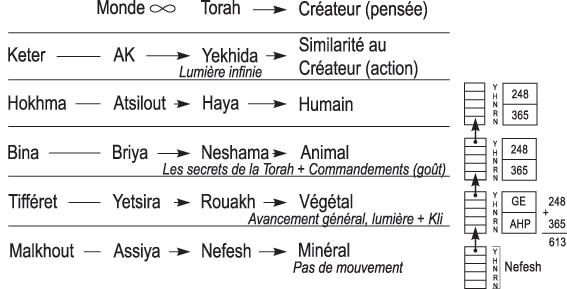 Monde ∞ Torah → Créateur (pensée)
Keter — AK → Yekhida → Similarité au Créateur (action)
Lumière infinie
Hokhma — Atsilout → Haya → Humain
Bina — Briya → Neshama → Animal
Les secrets de la Torah + Commandements (goût)
Tifféret — Yetsira → Rouakh → Végétal
Avancement général, lumière + Kli
Malkhout — Assiya → Nefesh → Minéral
Pas de mouvement
Y H N R N
248
365
Y H N R N
248
365
Y H N R N
GE 248
+
AHP 365
613
Y H N R N
Nefesh